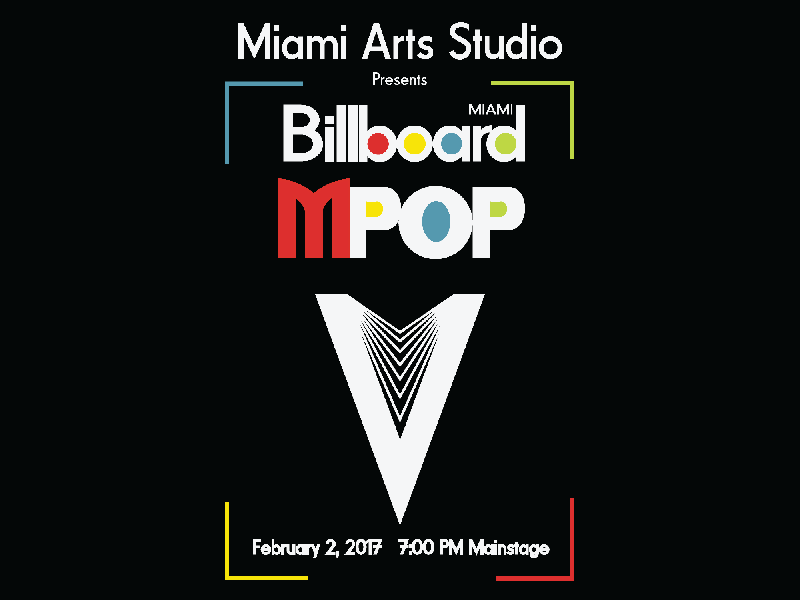 Miami Arts Studio
Presents
MIAMI
Billboard
MPOP
V
February 2, 2017 7:00 PM Mainstage